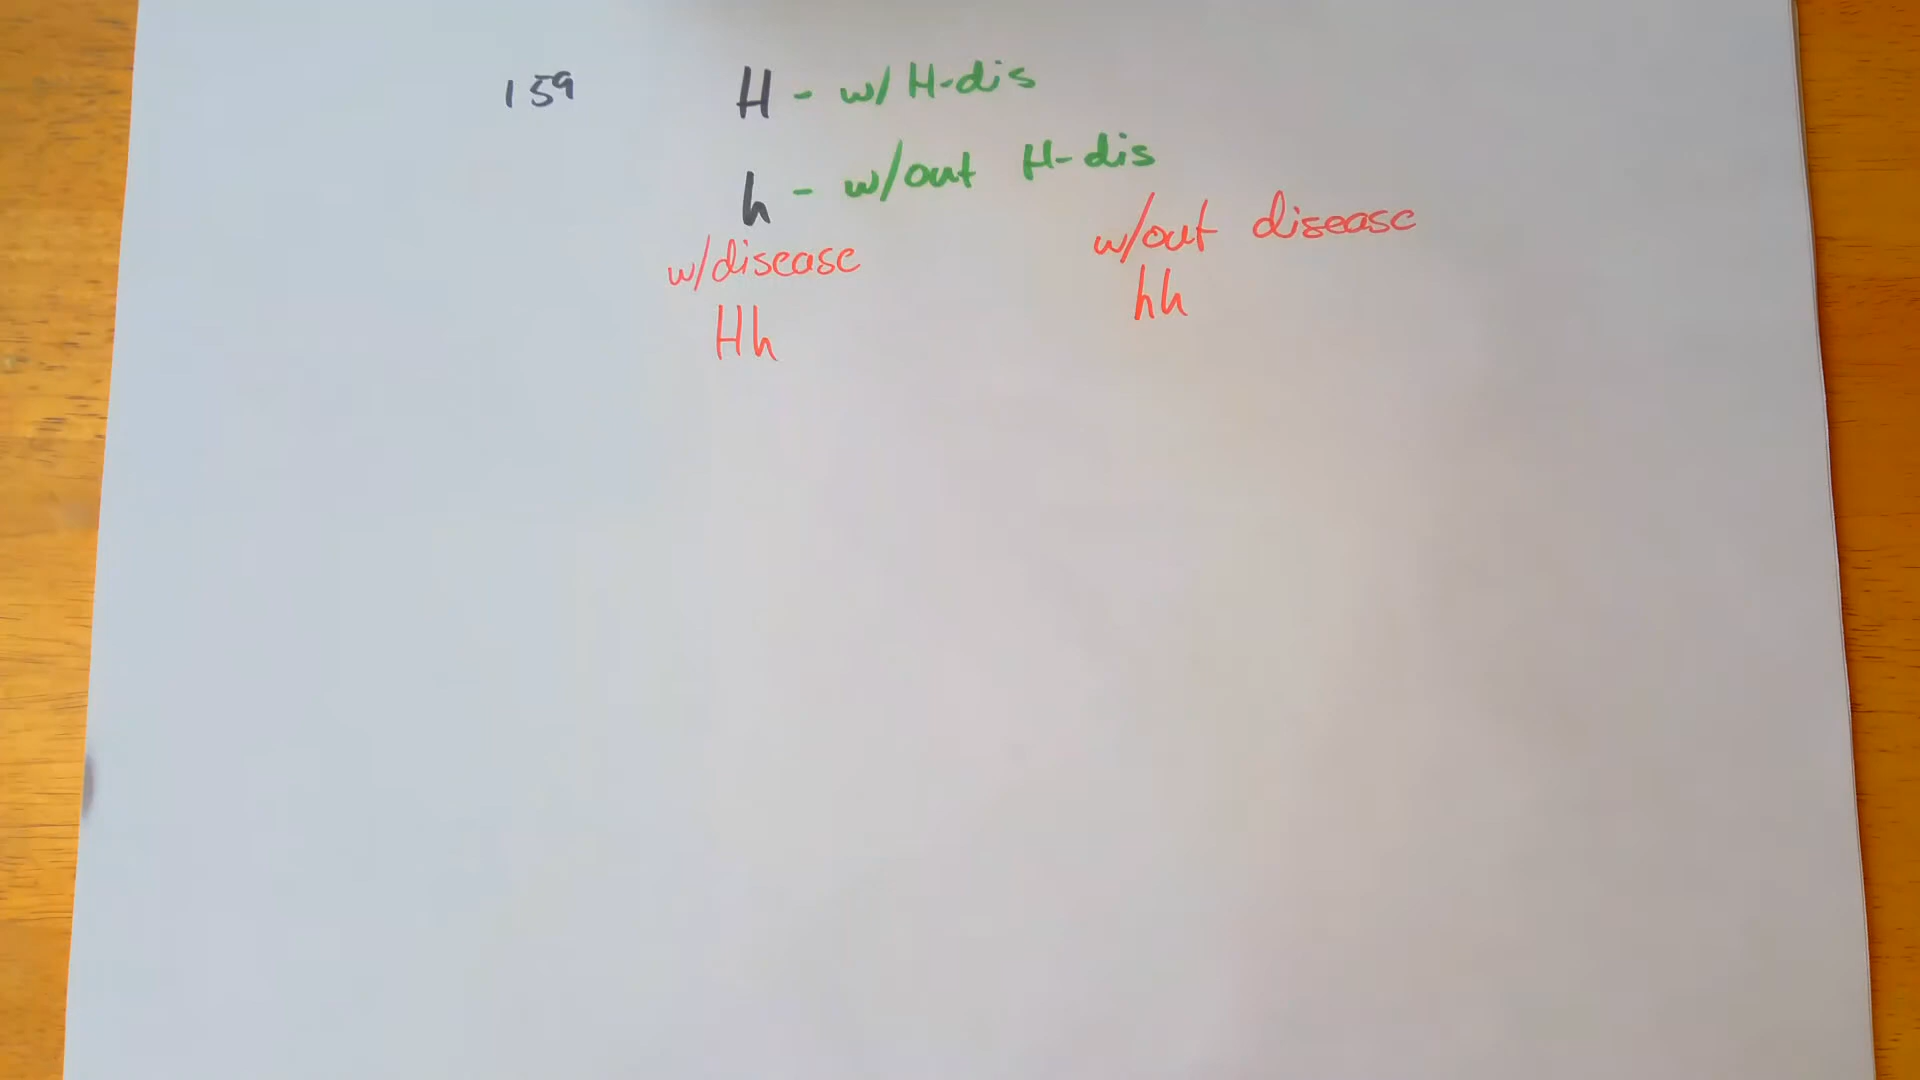 159 H - w/ H-dis
h - w/out H-dis
w/disease w/out disease
Hh hh